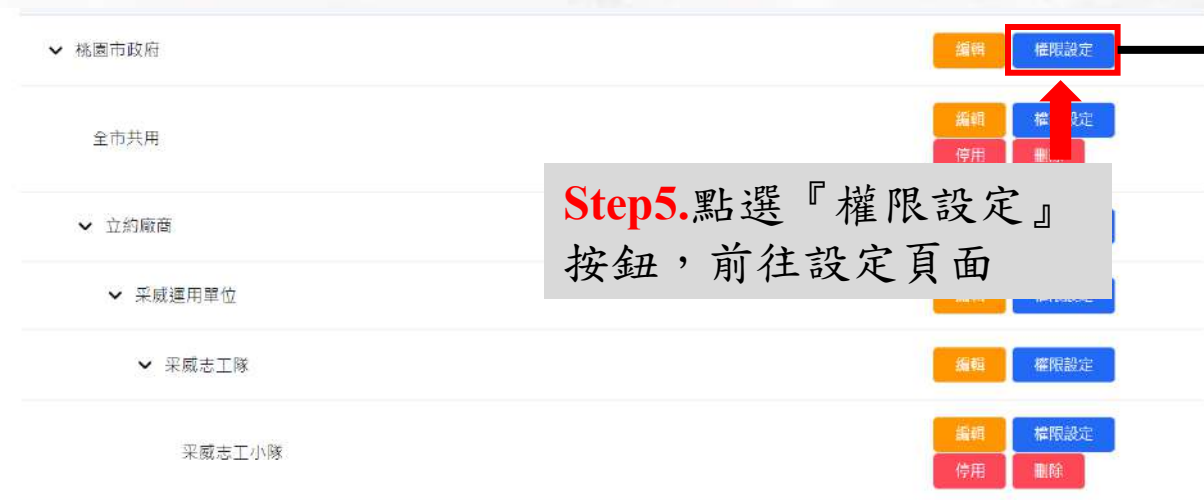 桃園市政府 編輯 權限設定
全市共用 編輯
停用
立約廠商
Step5.點選『權限設定』
按鈕，前往設定頁面
采威運用單位
采威志工隊 編輯 權限設定
采威志工小隊 編輯 權限設定
停用 刪除